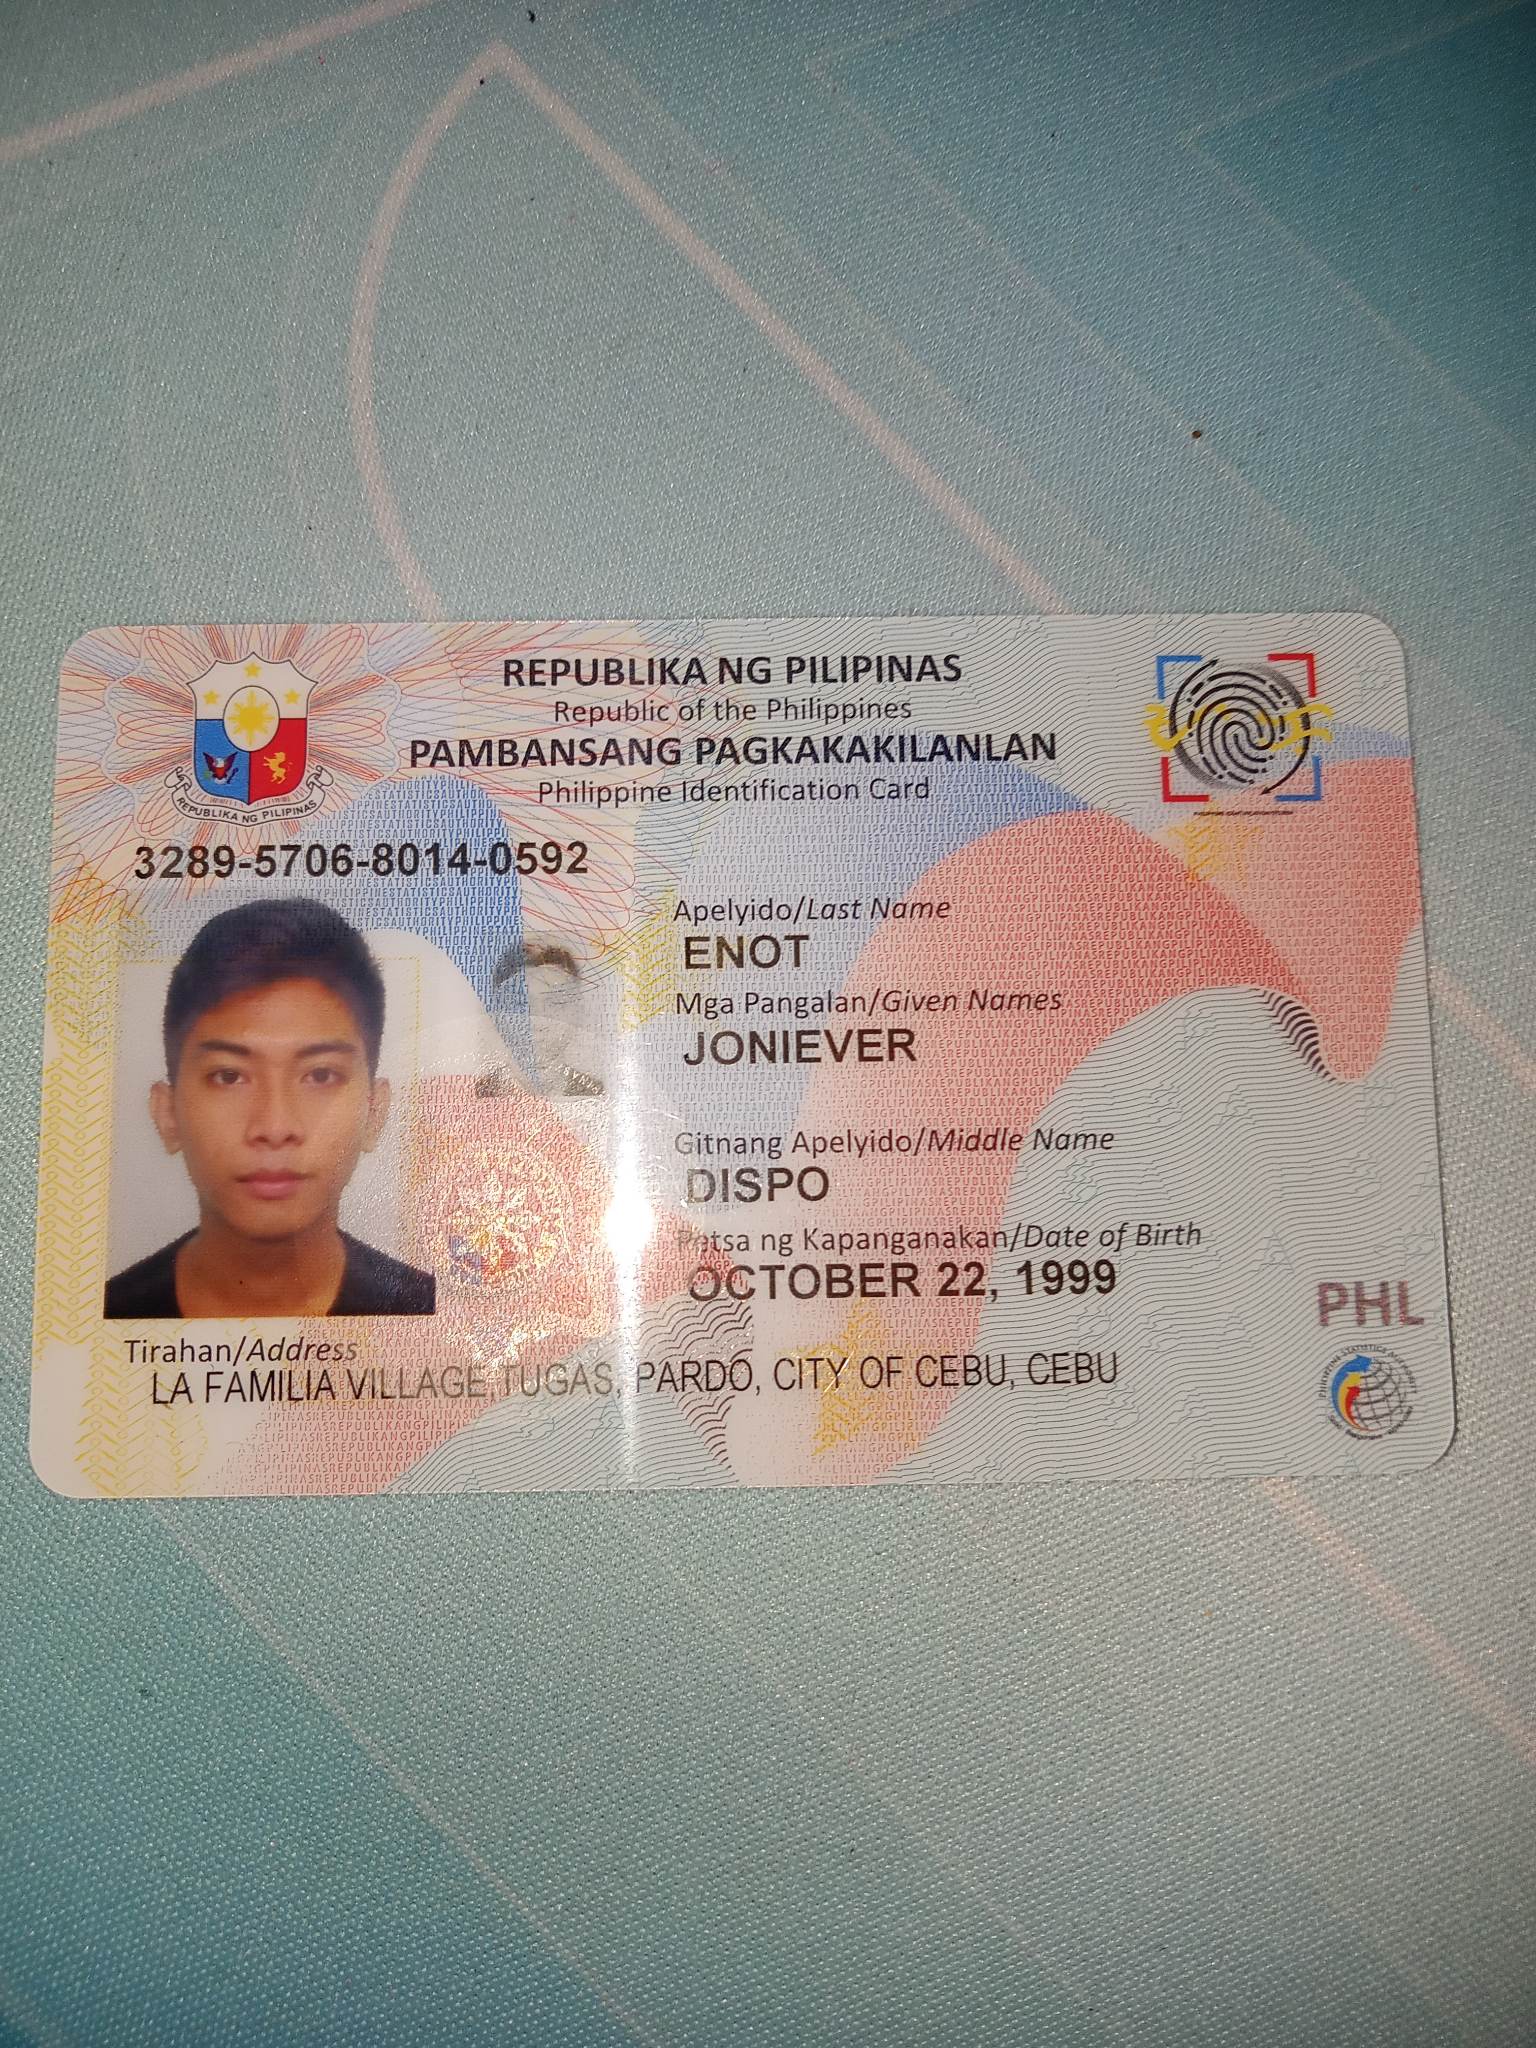 REPUBLIKA NG PILIPINAS
Republic of the Philippines
PAMBANSANG PAGKAKAKILANLAN
Philippine Identification Card
REPUBLIKA NG PILIPINAS
3289-5706-8014-0592
Apelyido/Last Name
ENOT
Mga Pangalan/Given Names
JONIEVER
Gitnang Apelyido/Middle Name
DISPO
Petsa ng Kapanganakan/Date of Birth
OCTOBER 22, 1999
PHL
Tirahan/Address
LA FAMILIA VILLAGE,TUGAS, PARDO, CITY OF CEBU, CEBU